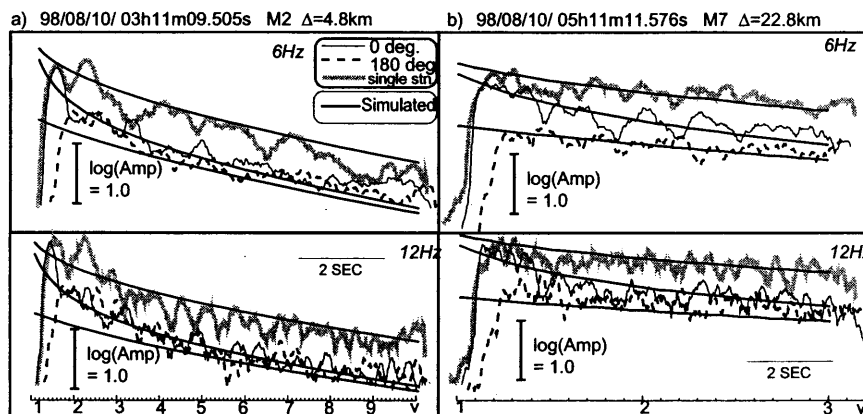 a) 98/08/10/ 03h11m09.505s M2 Δ=4.8km
b) 98/08/10/ 05h11m11.576s M7 Δ=22.8km
6Hz
0 deg.
180 deg
single stn
Simulated
log(Amp)
= 1.0
6Hz
log(Amp)
= 1.0
12Hz
2 SEC
log(Amp)
= 1.0
1 2 3 4 5 6 7 8 9 v
12Hz
log(Amp)
= 1.0
2 SEC
1 2 3 v